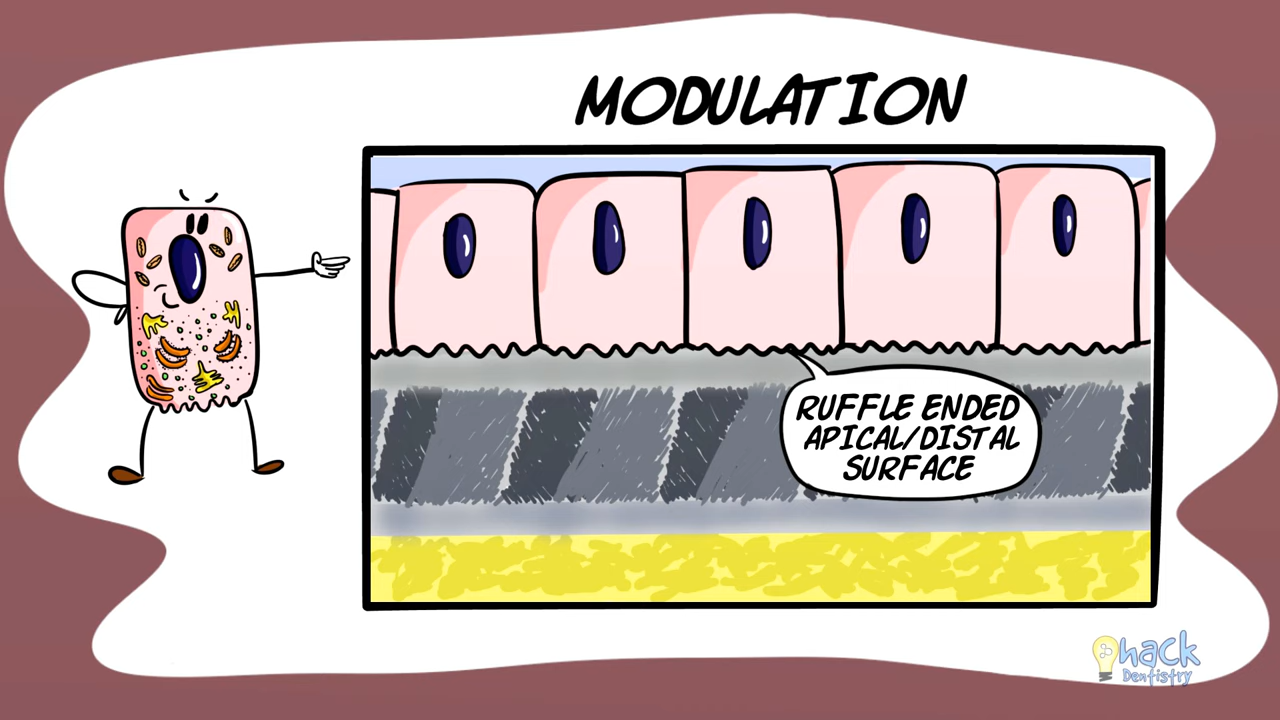 MODULATION
RUFFLE ENDED
APICAL/DISTAL
SURFACE
hack
Dentistry